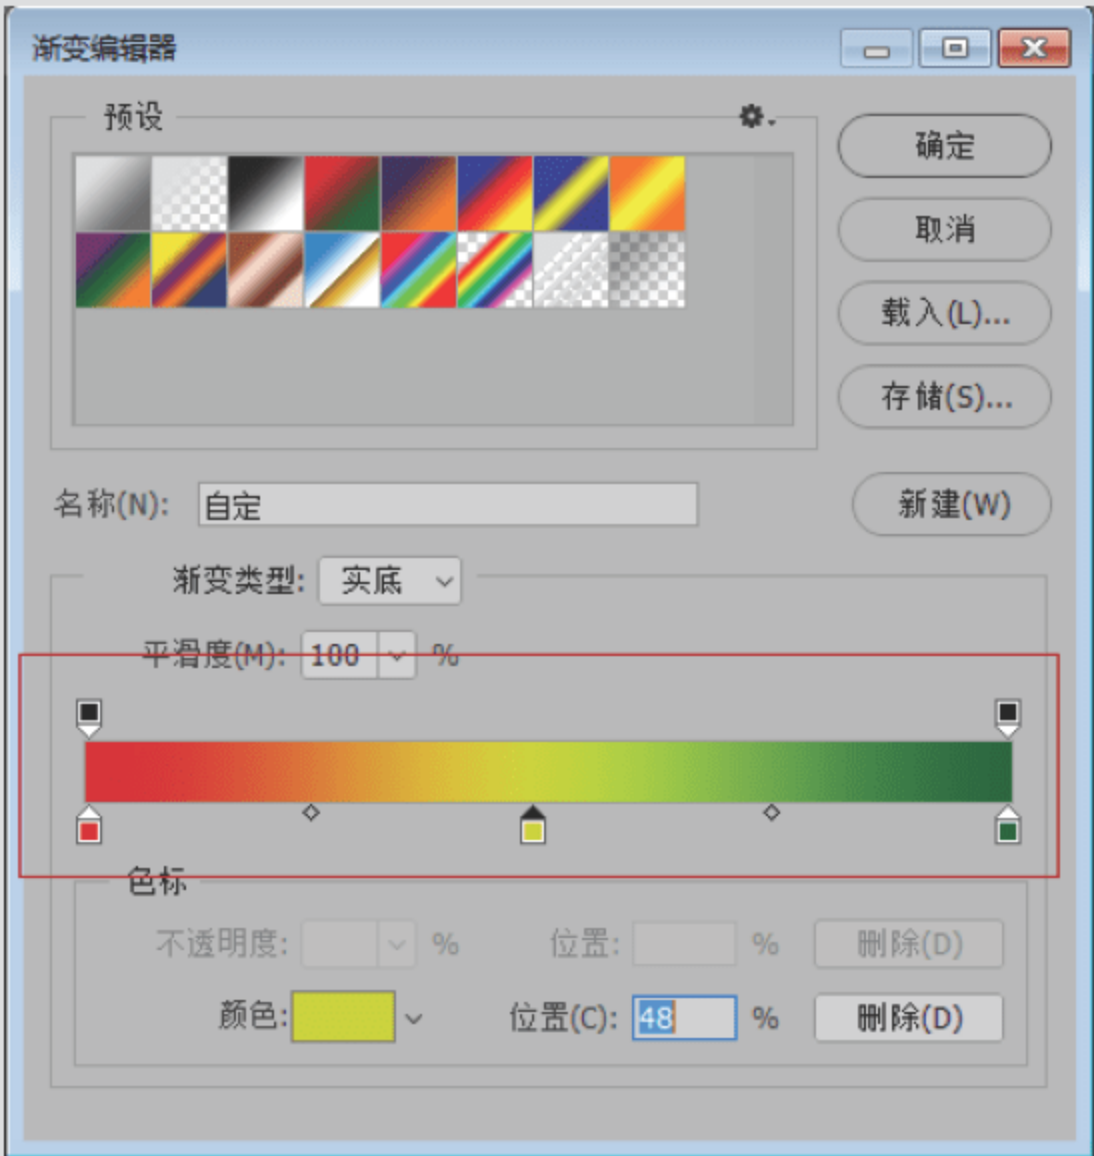 渐变编辑器
预设
确定
取消
载入(L)...
存储(S)...
名称(N): 自定
新建(W)
渐变类型: 实底
平滑度(M): 100 %
色标
不透明度: % 位置: % 删除(D)
颜色: 位置(C): 48 % 删除(D)